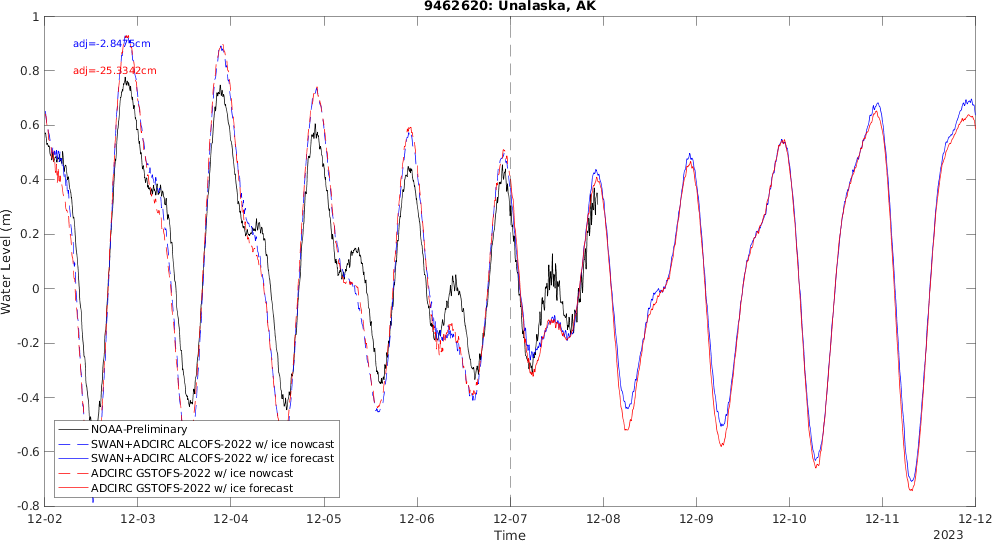 9462620: Unalaska, AK
adj=-2.8475cm
adj=-25.3342cm
Water Level (m)
1
0.8
0.6
0.4
0.2
0
-0.2
-0.4
-0.6
-0.8
NOAA-Preliminary
SWAN+ADCIRC ALCOFS-2022 w/ ice nowcast
SWAN+ADCIRC ALCOFS-2022 w/ ice forecast
ADCIRC GSTOFS-2022 w/ ice nowcast
ADCIRC GSTOFS-2022 w/ ice forecast
12-02 12-03 12-04 12-05 12-06 12-07 12-08 12-09 12-10 12-11 12-12
Time
2023